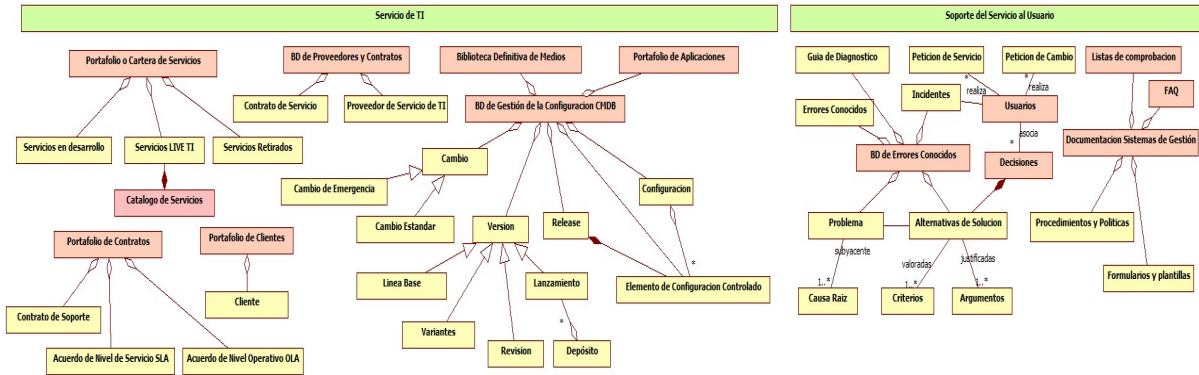 Servicio de TI
Soporte del Servicio al Usuario
Portafolio o Cartera de Servicios
BD de Proveedores y Contratos
Biblioteca Definitiva de Medios
Portafolio de Aplicaciones
Guia de Diagnostico
Peticion de Servicio
Peticion de Cambio
Listas de comprobacion
Contrato de Servicio
Proveedor de Servicio de TI
BD de Gestión de la Configuracion CMDB
Errores Conocidos
Incidentes
*
realiza
*
realiza
Usuarios
FAQ
Servicios en desarrollo
Servicios LIVE TI
Servicios Retirados
Cambio
asocia
*
BD de Errores Conocidos
Decisiones
Documentacion Sistemas de Gestión
Cambio de Emergencia
Configuracion
Catalogo de Servicios
Cambio Estandar
Version
Release
Problema
Alternativas de Solucion
Procedimientos y Politicas
Portafolio de Contratos
Portafolio de Clientes
subyacente
valoradas
justificadas
*
Linea Base
Lanzamiento
Elemento de Configuracion Controlado
1,, *
1,, *
1,, *
Formularios y plantillas
Cliente
Causa Raiz
Criterios
Argumentos
Contrato de Soporte
*
Variantes
Revision
Depósito
Acuerdo de Nivel de Servicio SLA
Acuerdo de Nivel Operativo OLA